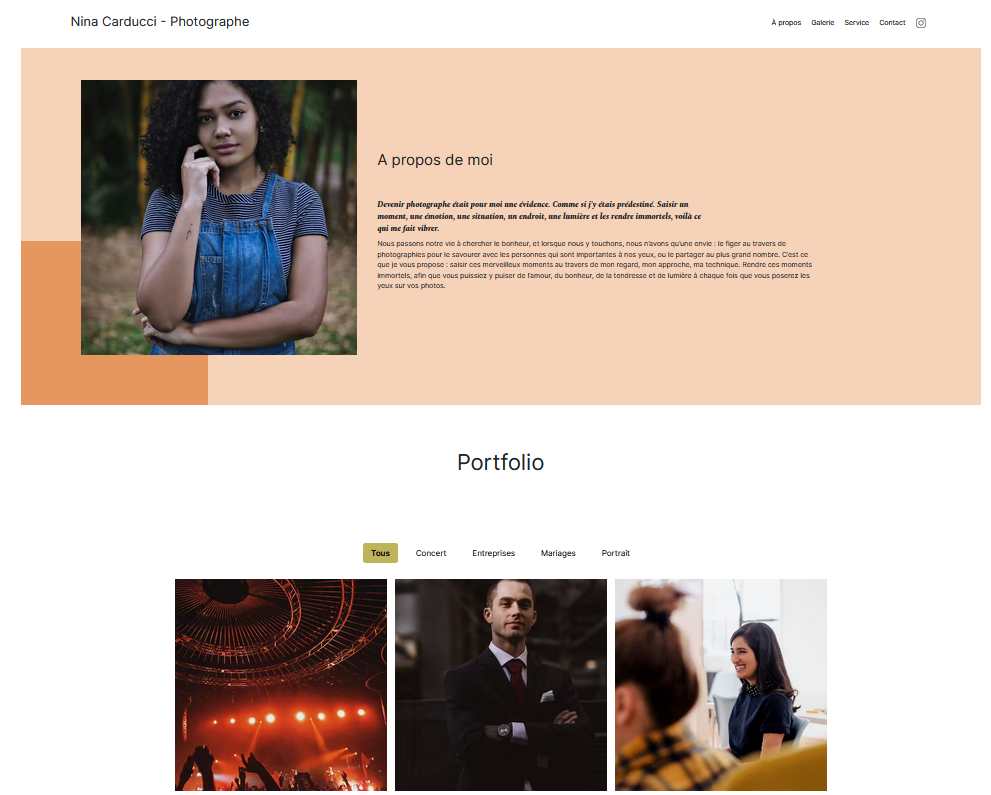 Nina Carducci - Photographe
À propos Galerie Service Contact
A propos de moi
Devenir photographe était pour moi une évidence. Comme si j'y étais prédestiné. Saisir un
moment, une émotion, une situation, un endroit, une lumière et les rendre immortels, voilà ce
qui me fait vibrer.
Nous passons notre vie à chercher le bonheur, et lorsque nous y touchons, nous n'avons qu'une envie : le figer au travers de
photographies pour le savourer avec les personnes qui sont importantes à nos yeux, ou le partager au plus grand nombre. C'est ce
que je vous propose : saisir ces merveilleux moments au travers de mon regard, mon approche, ma technique. Rendre ces moments
immortels, afin que vous puissiez y puiser de l'amour, du bonheur, de la tendresse et de lumière à chaque fois que vous poserez les
yeux sur vos photos.
Portfolio
Tous Concert Entreprises Mariages Portrait